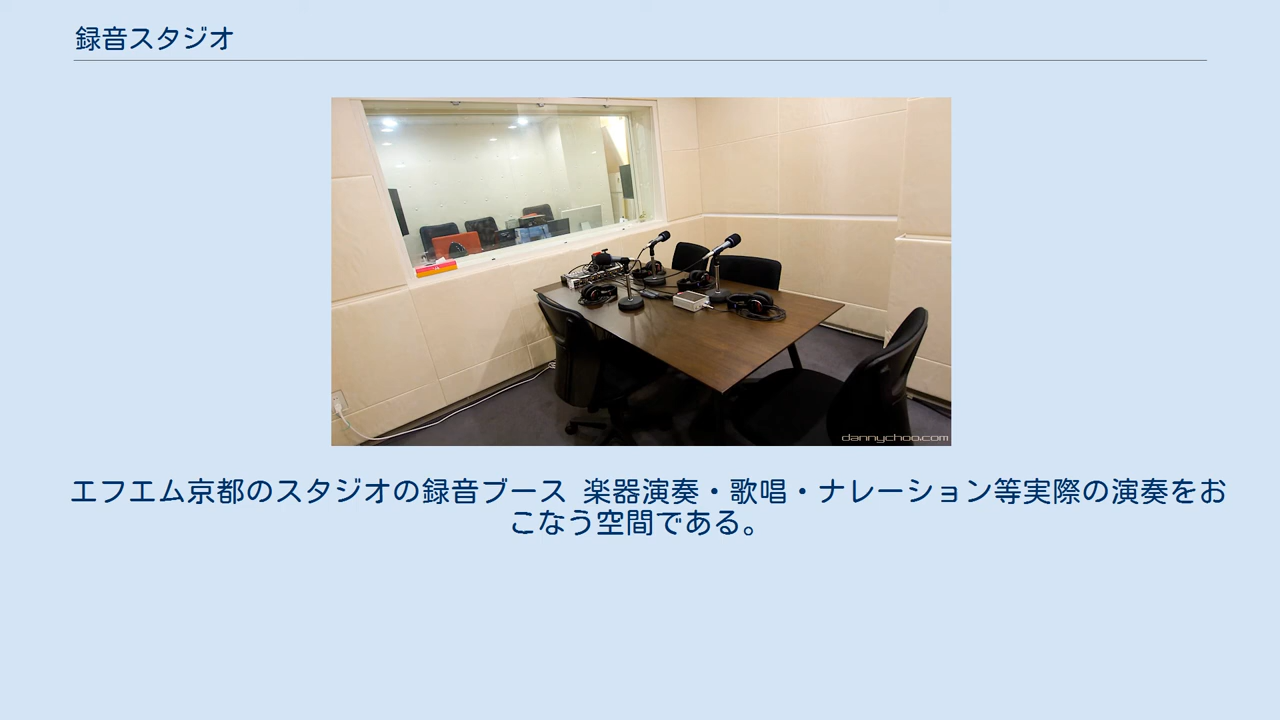 録音スタジオ
dannychoo.com
エフエム京都のスタジオの録音ブース 楽器演奏・歌唱・ナレーション等実際の演奏をお
こなう空間である。